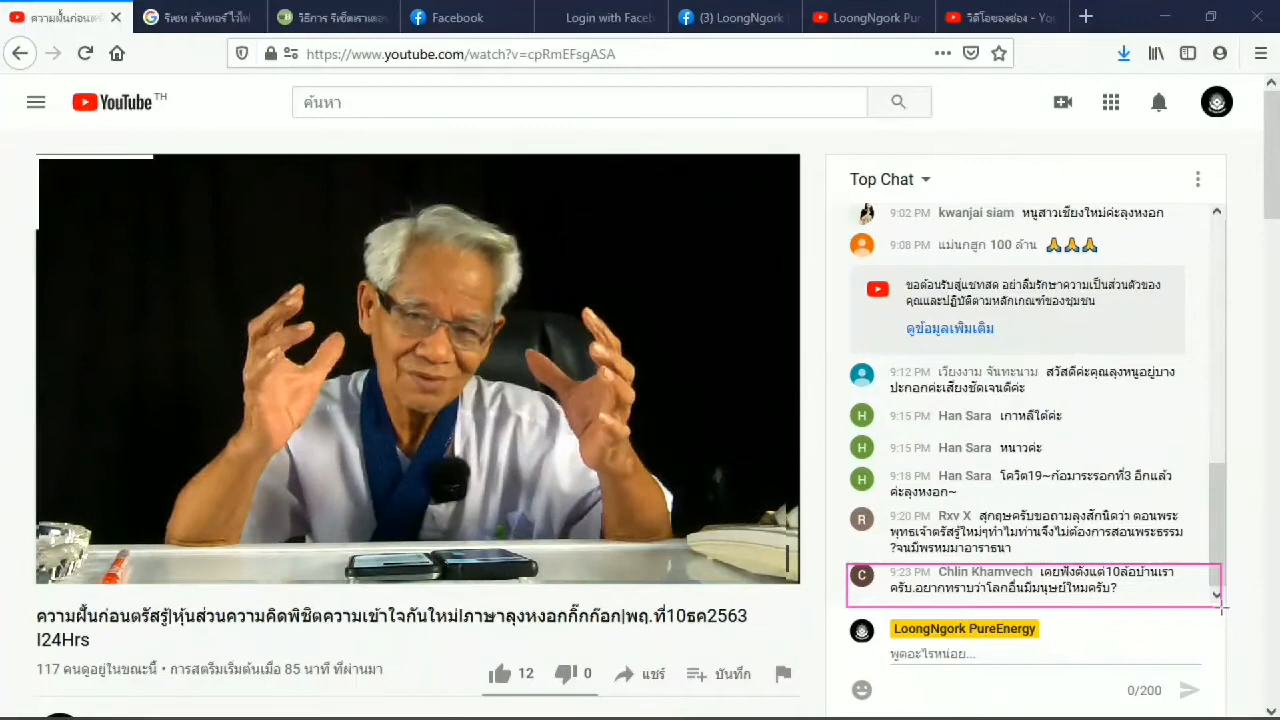 ความฝื้นก่อนตรัสรู้
รีเซท เร้าเทอร์ ไวไฟ
วิธีการ รีเซ็ตเราเตอ
Facebook
Login with Faceb
(3) LoongNgork
LoongNgork Pur
วิดีโอของช่อง - Yo
https://www.youtube.com/watch?v=cpRmEFsgASA
YouTube TH
ค้นหา
Top Chat
9:02 PM kwanjai siam หนูสาวเชียงใหม่ค่ะลุงหงอก
9:08 PM แม่นกฮูก 100 ล้าน 🙏🙏🙏
ขอต้อนรับสู่แชทสด อย่าลืมรักษาความเป็นส่วนตัวของ
คุณและปฏิบัติตามหลักเกณฑ์ของชุมชน
ดูข้อมูลเพิ่มเติม
9:12 PM เวียงงาม จันทะนาม สวัสดีค่ะคุณลุงหนูอยู่บาง
ปะกอกค่ะเสียงชัดเจนดีค่ะ
H 9:15 PM Han Sara เกาหลีใต้ค่ะ
H 9:15 PM Han Sara หนาวค่ะ
H 9:18 PM Han Sara โควิต19~ก้อมาระรอกที่3 อีกแล้ว
ค่ะลุงหงอก~
R 9:20 PM Rxv X สุกฤษครับขอถามลุงสักนิดว่า ตอนพระ
พุทธเจ้าตรัสรู้ใหม่ๆทำไมท่านจึงไม่ต้องการสอนพระธรรม
?จนมีพรหมมาอาราธนา
C 9:23 PM Chlin Khamvech เคยฟังตั้งแต่10ล้อบ้านเรา
ครับ.อยากทราบว่าโลกอื่นมีมนุษย์ใหมครับ?
LoongNgork PureEnergy
พูดอะไรหน่อย...
0/200
ความฝื้นก่อนตรัสรู้|หุ้นส่วนความคิดพิชิตความเข้าใจกันใหม่|ภาษาลุงหงอกกิ๊กก๊อก|พฤ.ที่10ธค2563
l24Hrs
117 คนดูอยู่ในขณะนี้ • การสตรีมเริ่มต้นเมื่อ 85 นาที ที่ผ่านมา
12
0
แชร์
บันทึก